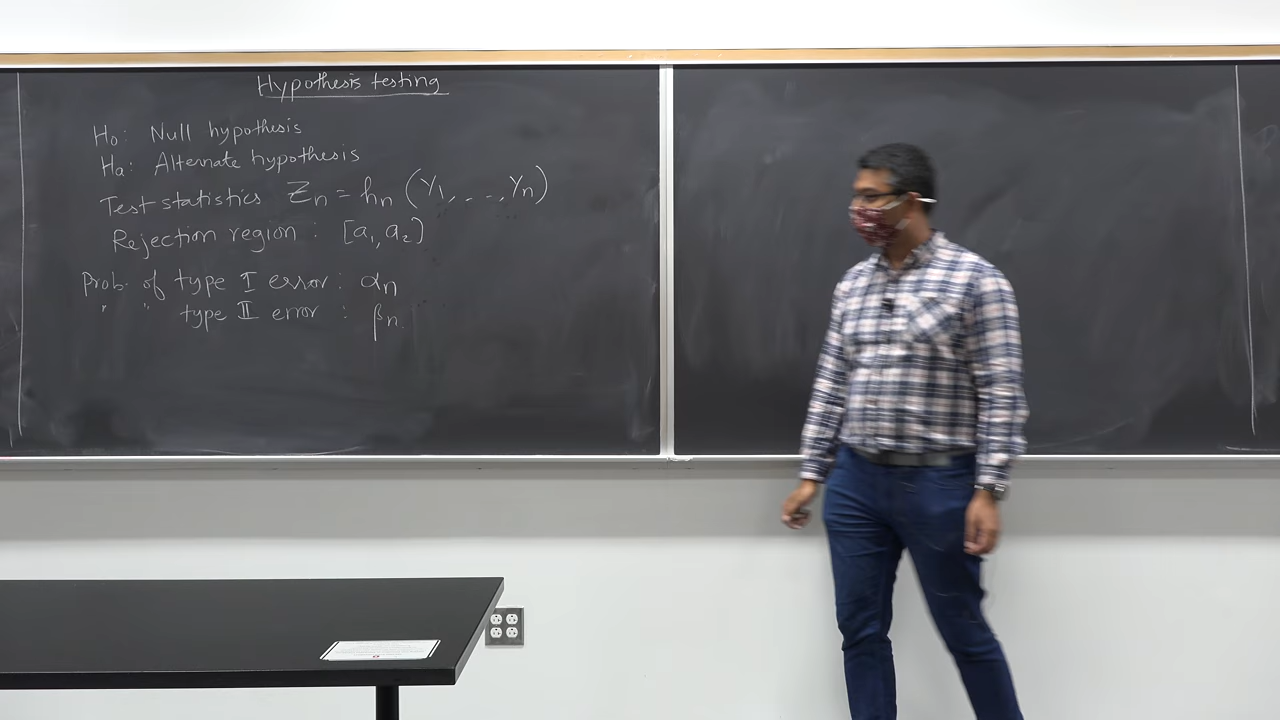 Hypothesis testing
H₀: Null hypothesis
Hₐ: Alternate hypothesis
Test statistics Zₙ = hₙ (Y₁, . . , Yₙ)
Rejection region : [a₁, a₂]
Prob. of type I error : αₙ
" " type II error : βₙ.